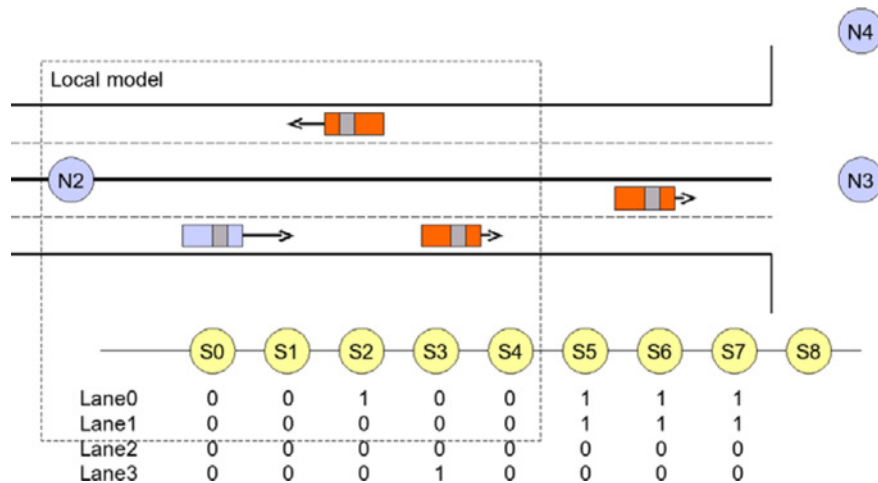 N4
Local model
N2
N3
S0 S1 S2 S3 S4 S5 S6 S7 S8
Lane0 0 0 1 0 0 1 1 1
Lane1 0 0 0 0 0 1 1 1
Lane2 0 0 0 0 0 0 0 0
Lane3 0 0 0 1 0 0 0 0